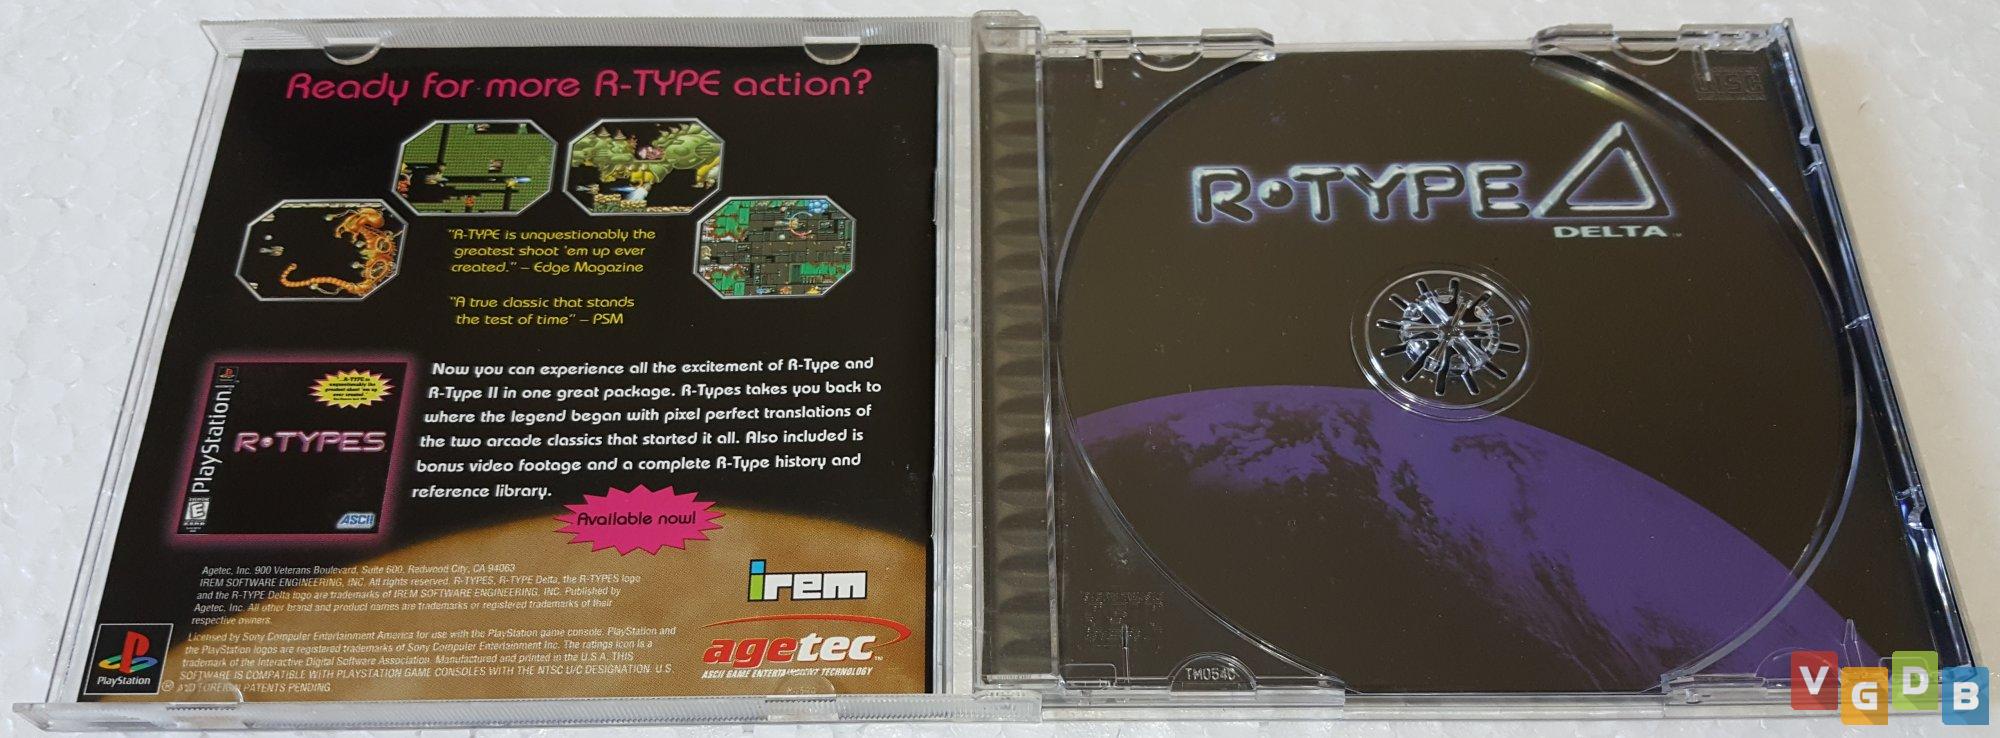 Ready for more R-TYPE action?
"R-TYPE is unquestionably the
greatest shoot 'em up ever
created." – Edge Magazine
"A true classic that stands
the test of time" – PSM
Now you can experience all the excitement of R-Type and
R-Type II in one great package. R-Types takes you back to
where the legend began with pixel perfect translations of
the two arcade classics that started it all. Also included is
bonus video footage and a complete R-Type history and
reference library.
Available now!
PlayStation
R•TYPES
ASCII
E
Agetec, Inc. 900 Veterans Boulevard, Suite 600, Redwood City, CA 94063
IREM SOFTWARE ENGINEERING, INC. All rights reserved. R-TYPES, R-TYPE Delta, the R-TYPES logo
and the R-TYPE Delta logo are trademarks of IREM SOFTWARE ENGINEERING, INC. Published by
Agetec, Inc. All other brand and product names are trademarks or registered trademarks of their
respective owners.
Licensed by Sony Computer Entertainment America for use with the PlayStation game console. PlayStation and
the PlayStation logos are registered trademarks of Sony Computer Entertainment Inc. The ratings icon is a
trademark of the Interactive Digital Software Association. Manufactured and printed in the U.S.A. THIS
SOFTWARE IS COMPATIBLE WITH PLAYSTATION GAME CONSOLES WITH THE NTSC U/C DESIGNATION. U.S.
AND FOREIGN PATENTS PENDING
PlayStation
irem
agetec™
ASCII GAME ENTERTAINMENT TECHNOLOGY
R•TYPE Δ
DELTA™
DISC
TM0540
VGDB